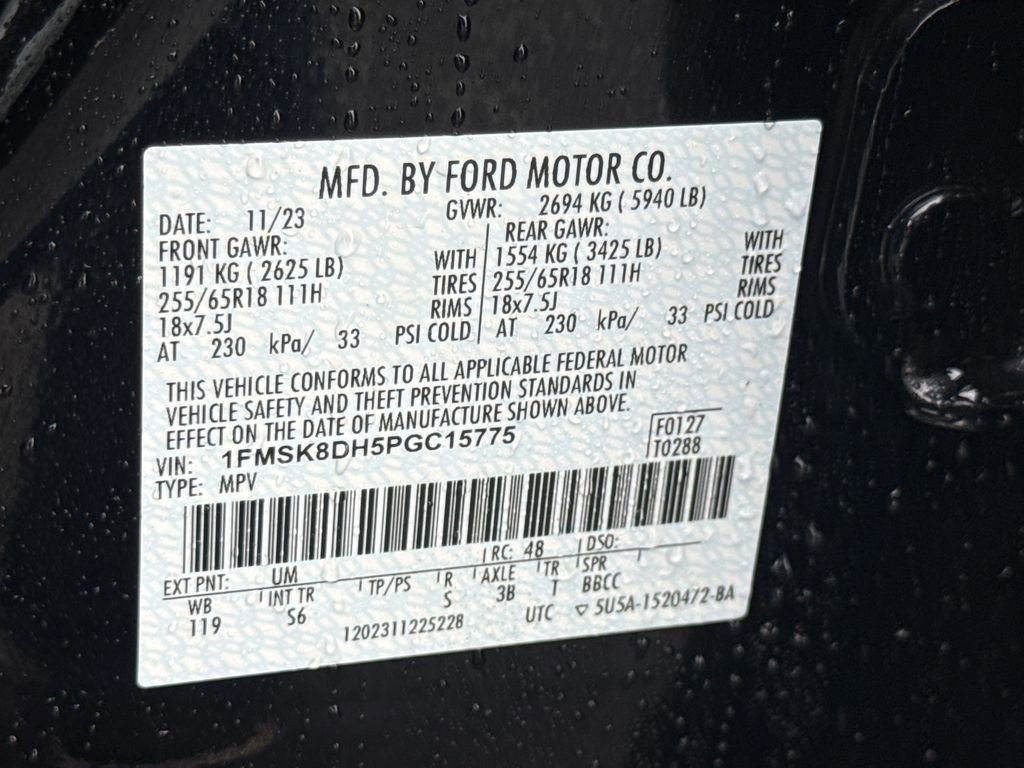 MFD. BY FORD MOTOR CO.
DATE: 11/23 GVWR: 2694 KG ( 5940 LB)
FRONT GAWR: REAR GAWR:
1191 KG ( 2625 LB) WITH 1554 KG ( 3425 LB) WITH
255/65R18 111H TIRES 255/65R18 111H TIRES
18x7.5J RIMS 18x7.5J RIMS
AT 230 kPa/ 33 PSI COLD AT 230 kPa/ 33 PSI COLD
THIS VEHICLE CONFORMS TO ALL APPLICABLE FEDERAL MOTOR
VEHICLE SAFETY AND THEFT PREVENTION STANDARDS IN
EFFECT ON THE DATE OF MANUFACTURE SHOWN ABOVE.
VIN: 1FMSK8DH5PGC15775 F0127
TYPE: MPV T0288
EXT PNT: UM RC: 48 DSO:
WB INT TR TP/PS R AXLE TR SPR
119 S6 S 3B T BBCC
1202311225228 UTC ▽ 5U5A-1520472-BA